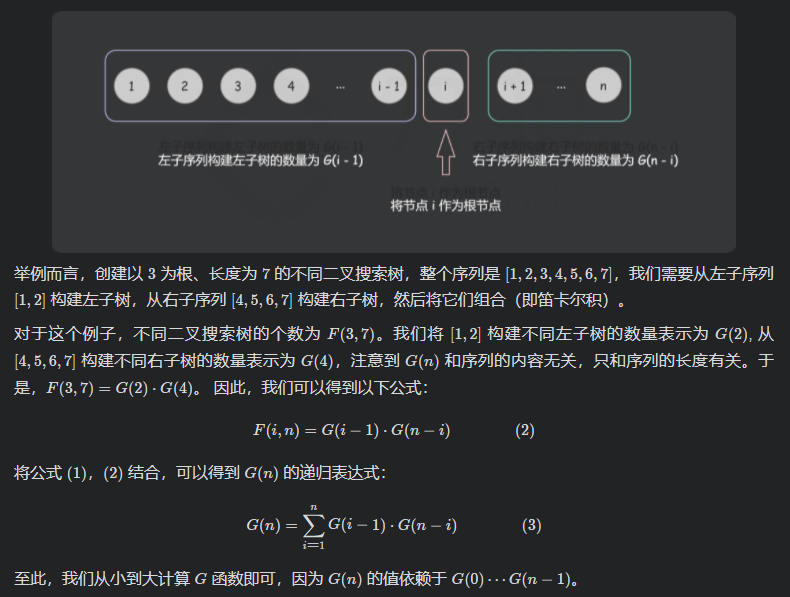 1 2 3 4 ... i - 1 i i + 1 ... n
左子序列构建左子树的数量为 G(i - 1) 右子序列构建右子树的数量为 G(n - i)
将节点 i 作为根节点
举例而言，创建以 3 为根、长度为 7 的不同二叉搜索树，整个序列是 [1, 2, 3, 4, 5, 6, 7]，我们需要从左子序列
[1, 2] 构建左子树，从右子序列 [4, 5, 6, 7] 构建右子树，然后将它们组合（即笛卡尔积）。
对于这个例子，不同二叉搜索树的个数为 F(3, 7)。我们将 [1, 2] 构建不同左子树的数量表示为 G(2), 从
[4, 5, 6, 7] 构建不同右子树的数量表示为 G(4)，注意到 G(n) 和序列的内容无关，只和序列的长度有关。于
是，F(3, 7) = G(2) · G(4)。 因此，我们可以得到以下公式：
F(i, n) = G(i − 1) · G(n − i) (2)
将公式 (1)，(2) 结合，可以得到 G(n) 的递归表达式：
G(n) = ∑_{i=1}^{n} G(i − 1) · G(n − i) (3)
至此，我们从小到大计算 G 函数即可，因为 G(n) 的值依赖于 G(0) ⋯ G(n − 1)。